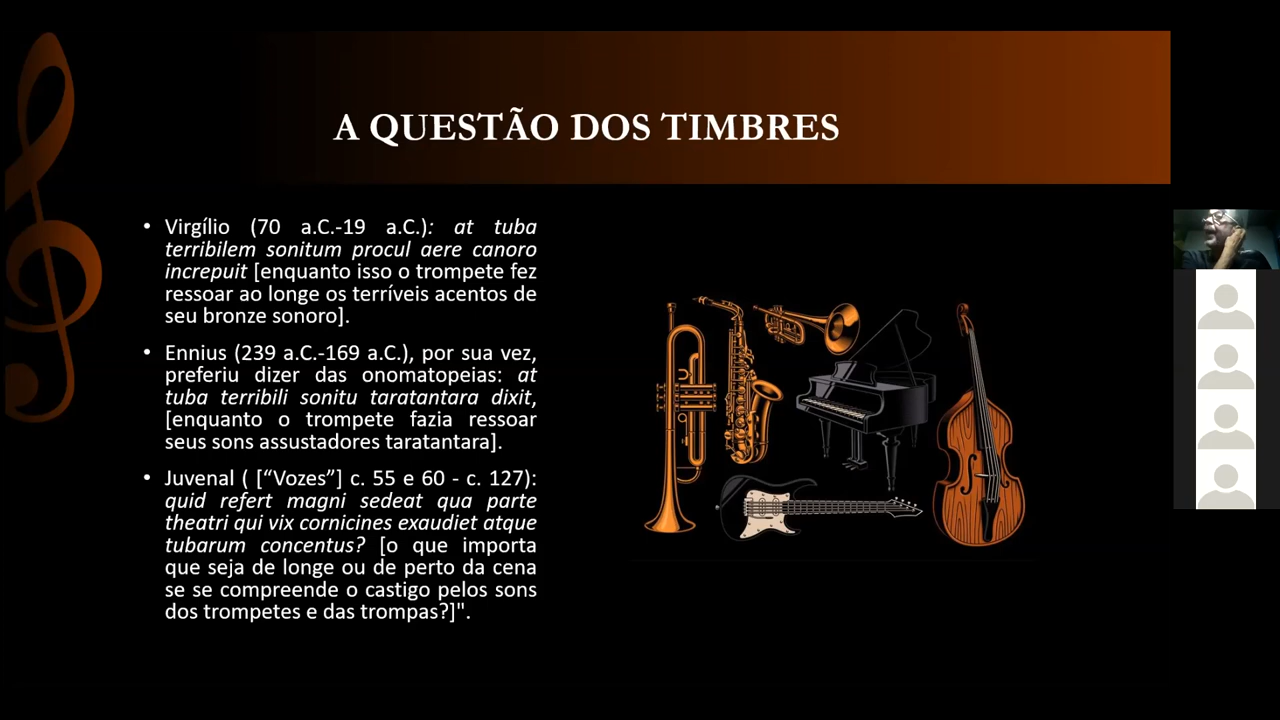 A QUESTÃO DOS TIMBRES
• Virgílio (70 a.C.-19 a.C.): at tuba
terribilem sonitum procul aere canoro
increpuit [enquanto isso o trompete fez
ressoar ao longe os terríveis acentos de
seu bronze sonoro].
• Ennius (239 a.C.-169 a.C.), por sua vez,
preferiu dizer das onomatopeias: at
tuba terribili sonitu taratantara dixit,
[enquanto o trompete fazia ressoar
seus sons assustadores taratantara].
• Juvenal ( [“Vozes”] c. 55 e 60 - c. 127):
quid refert magni sedeat qua parte
theatri qui vix cornicines exaudiet atque
tubarum concentus? [o que importa
que seja de longe ou de perto da cena
se se compreende o castigo pelos sons
dos trompetes e das trompas?]".